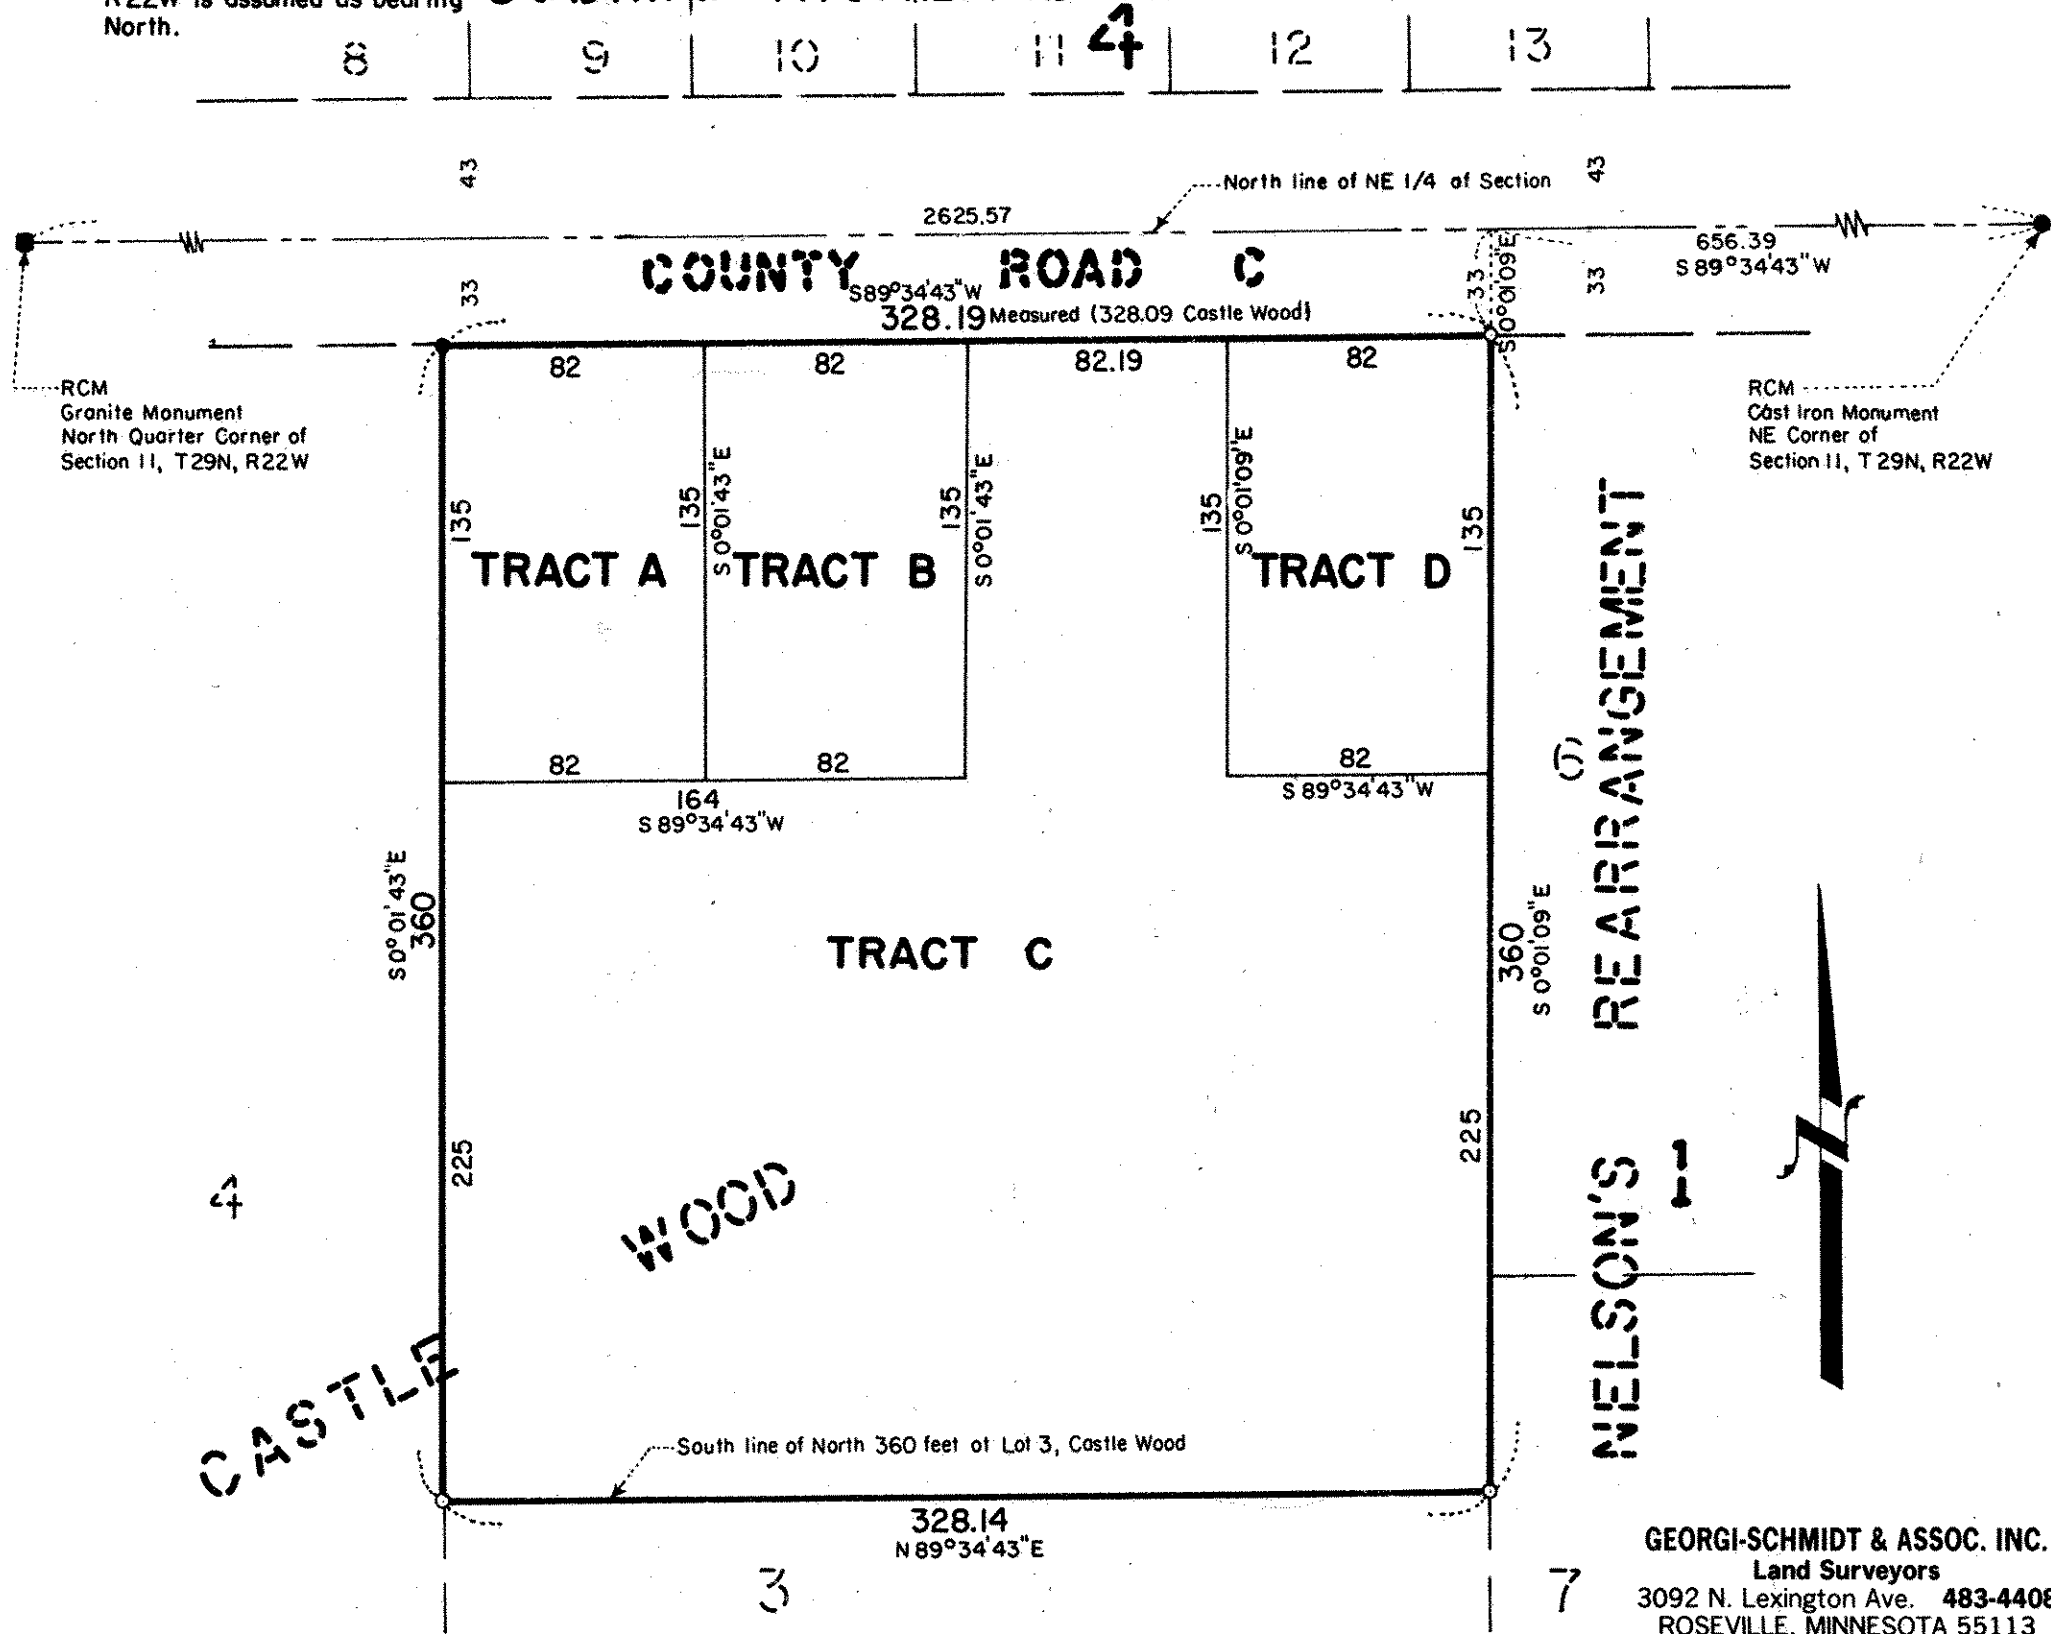 R22W is assumed as bearing
North.
8 9 10 11 4 12 13
43 43
North line of NE 1/4 of Section
2625.57
656.39
S 89°34'43" W
33 33 33
S 0°01'09" E
COUNTY ROAD C
S89°34'43" W
328.19 Measured (328.09 Castle Wood)
82 82 82.19 82
RCM
Granite Monument
North Quarter Corner of
Section 11, T29N, R22W
RCM
Cast Iron Monument
NE Corner of
Section 11, T29N, R22W
135 135 135 135 135
S 0°01'43" E
S 0°01'43" E
S 0°01'09" E
TRACT A TRACT B TRACT D
82 82 82
164
S 89°34'43" W
S 89°34'43" W
S 0°01'43" E
360
TRACT C
360
S 0°01'09" E
NELSON'S REARRANGEMENT
1
225 225
4
CASTLE WOOD
South line of North 360 feet of Lot 3, Castle Wood
328.14
N 89°34'43" E
3 7
GEORGI-SCHMIDT & ASSOC. INC.
Land Surveyors
3092 N. Lexington Ave. 483-4408
ROSEVILLE, MINNESOTA 55113